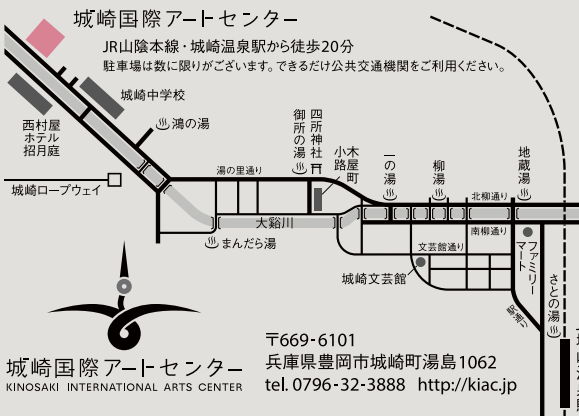 城崎国際アートセンター
JR山陰本線・城崎温泉駅から徒歩20分
駐車場は数に限りがございます。できるだけ公共交通機関をご利用ください。
城崎中学校
西村屋
ホテル
招月庭
鴻の湯
御所の湯
四所神社
木屋町
小路
一の湯
柳湯
地蔵湯
城崎ロープウェイ
湯の里通り
北柳通り
大谿川
南柳通り
まんだら湯
文芸館通り
城崎文芸館
ファミリー
マート
さとの湯
駅通り
城崎国際アートセンター
KINOSAKI INTERNATIONAL ARTS CENTER
〒669-6101
兵庫県豊岡市城崎町湯島1062
tel. 0796-32-3888 http://kiac.jp